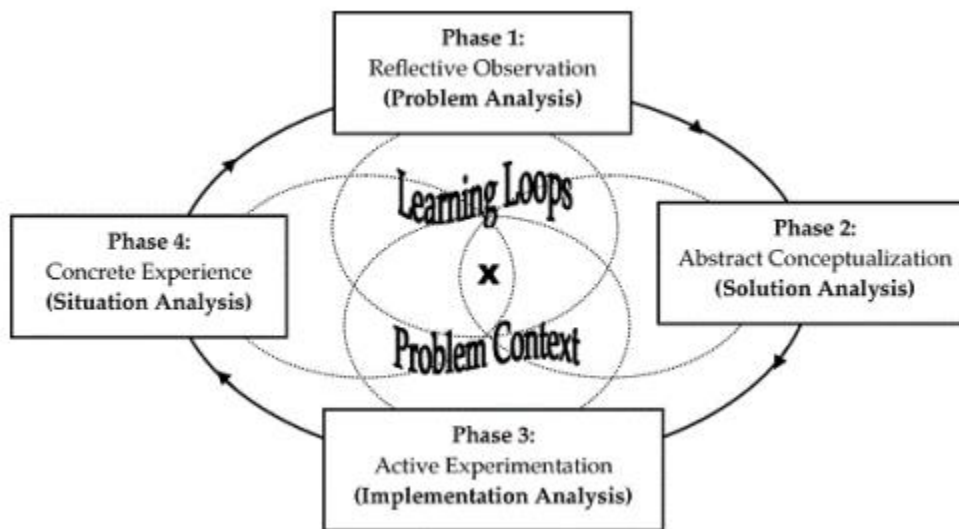 Phase 1:
Reflective Observation
(Problem Analysis)
Learning Loops
Phase 4:
Concrete Experience
(Situation Analysis)
Phase 2:
Abstract Conceptualization
(Solution Analysis)
x
Problem Context
Phase 3:
Active Experimentation
(Implementation Analysis)